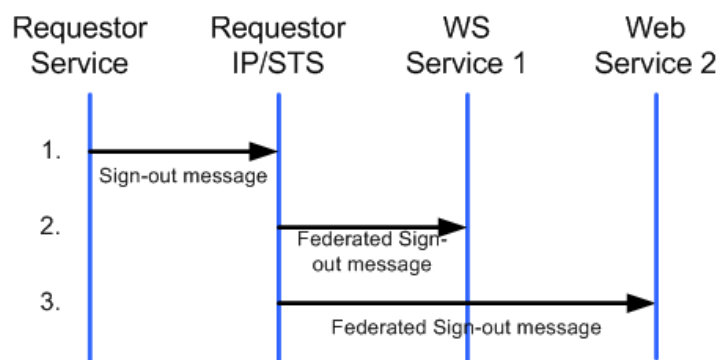 Requestor Service
Requestor IP/STS
WS Service 1
Web Service 2
1.
Sign-out message
2.
Federated Sign-
out message
3.
Federated Sign-out message